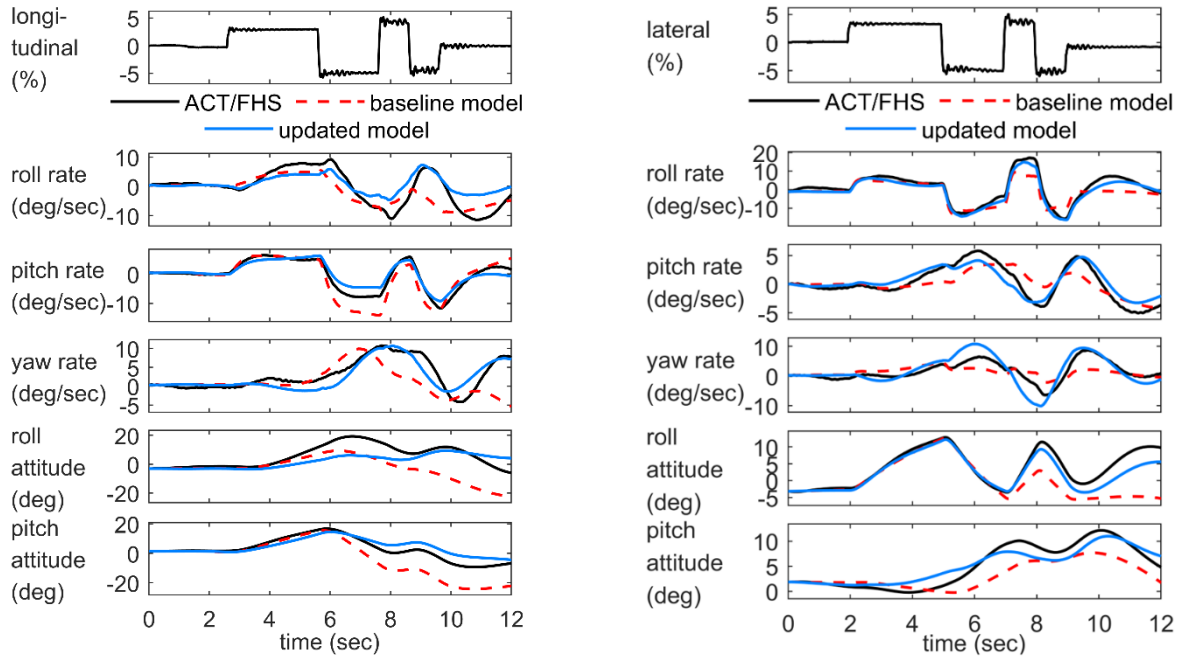 longi-
tudinal
(%)
5
0
-5
ACT/FHS
baseline model
updated model
roll rate
(deg/sec)
10
0
-10
pitch rate
(deg/sec)
0
-10
yaw rate
(deg/sec)
10
5
0
-5
roll
attitude
(deg)
20
0
-20
pitch
attitude
(deg)
20
0
-20
0 2 4 6 8 10 12
time (sec)
lateral
(%)
5
0
-5
ACT/FHS
baseline model
updated model
roll rate
(deg/sec)
20
10
0
-10
pitch rate
(deg/sec)
5
0
-5
yaw rate
(deg/sec)
10
0
-10
roll
attitude
(deg)
10
5
0
-5
pitch
attitude
(deg)
10
5
0
0 2 4 6 8 10 12
time (sec)